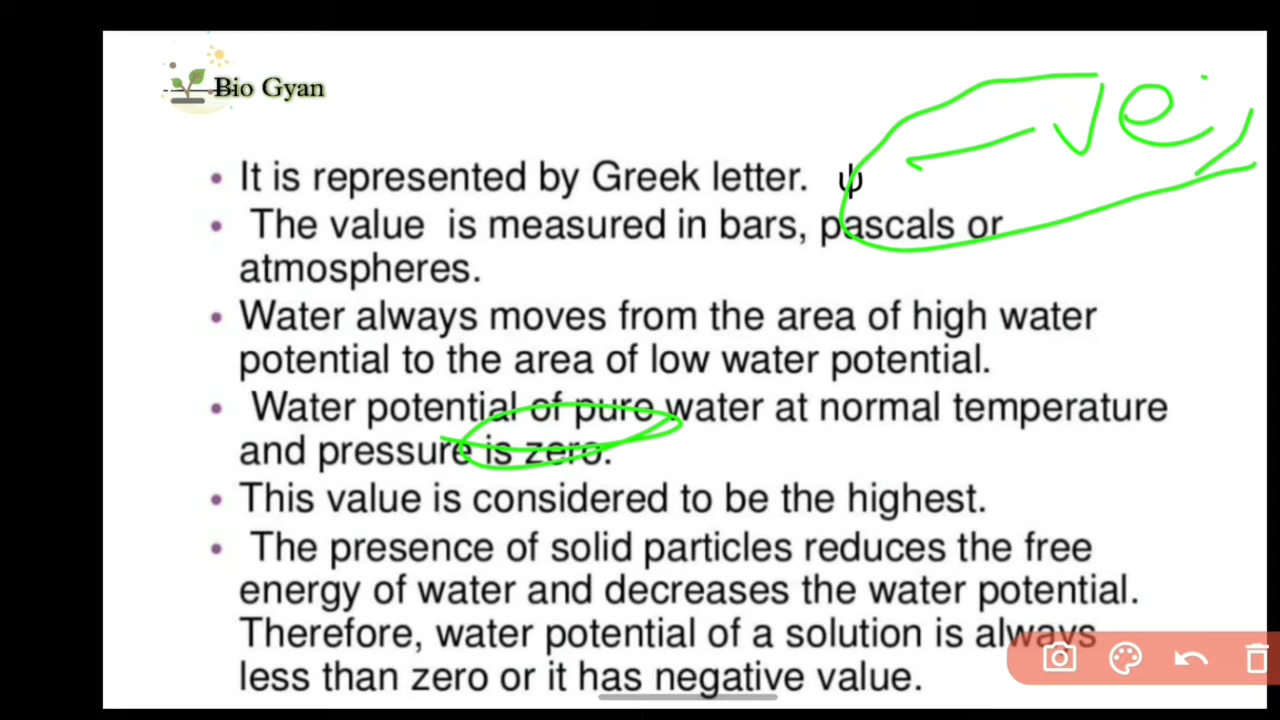 Bio Gyan
-ve
• It is represented by Greek letter. ψ
• The value is measured in bars, pascals or
atmospheres.
• Water always moves from the area of high water
potential to the area of low water potential.
• Water potential of pure water at normal temperature
and pressure is zero.
• This value is considered to be the highest.
• The presence of solid particles reduces the free
energy of water and decreases the water potential.
Therefore, water potential of a solution is always
less than zero or it has negative value.